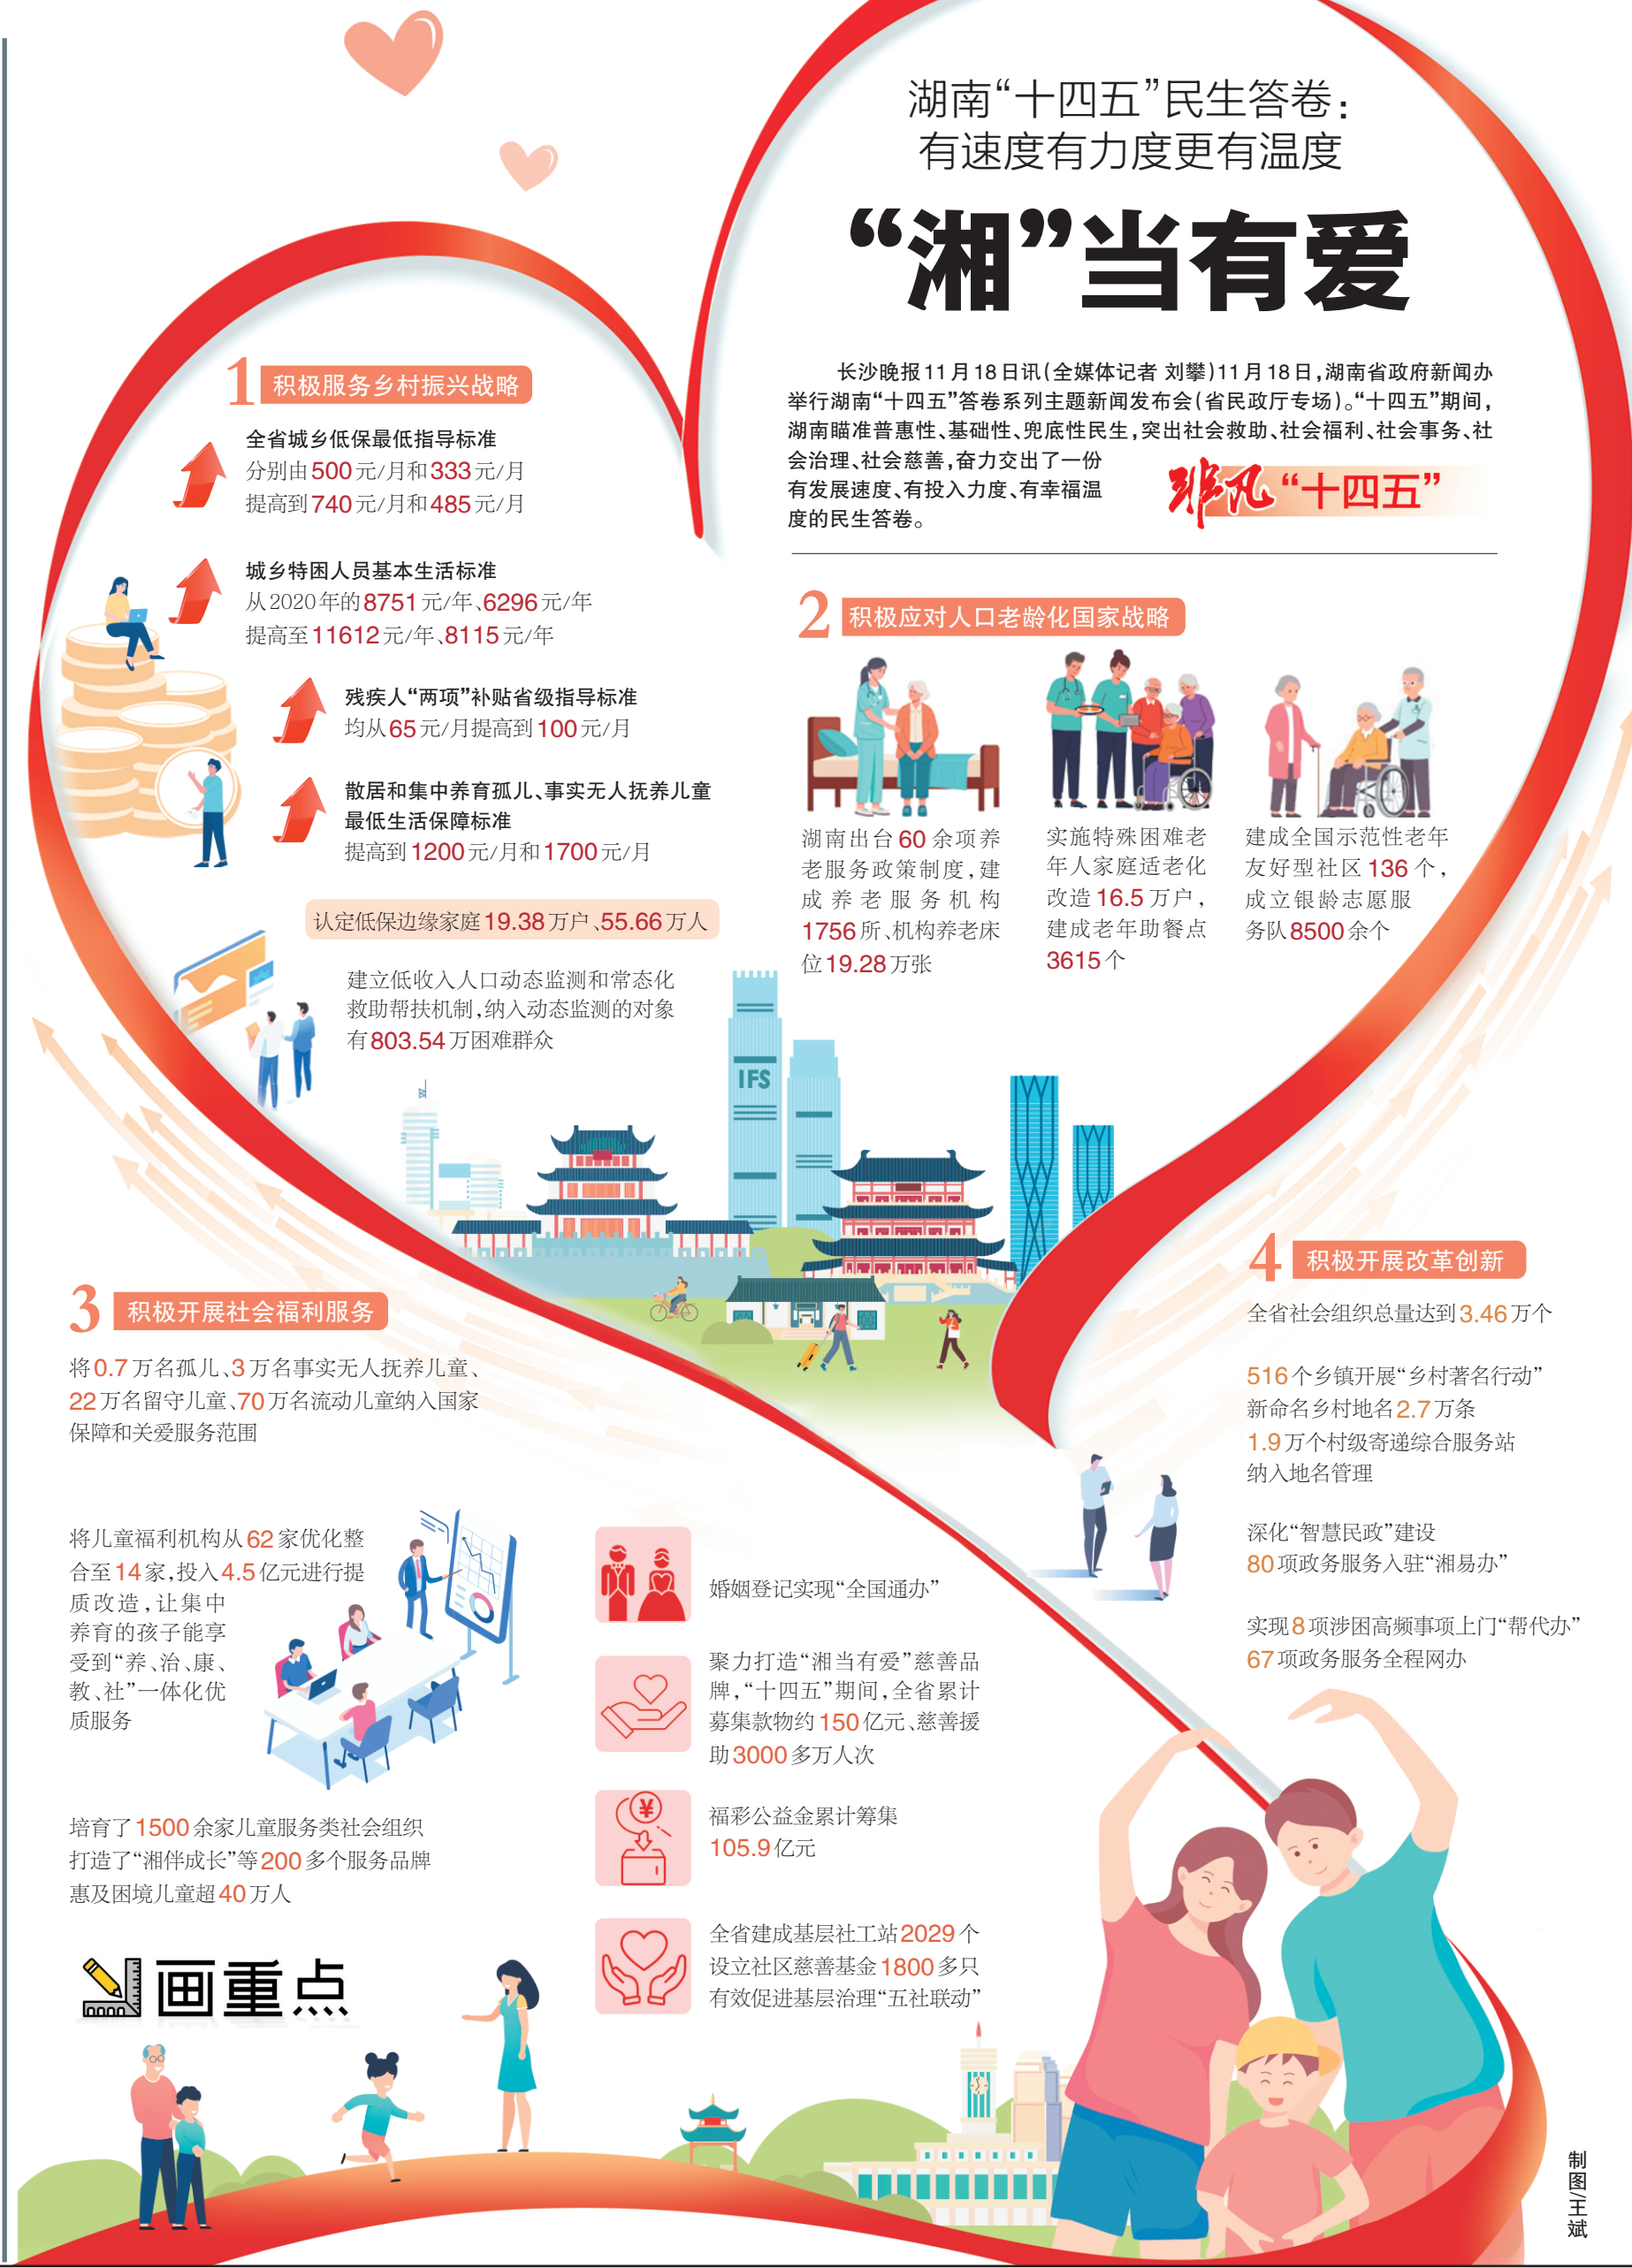 湖南“十四五”民生答卷：
有速度有力度更有温度
“湘”当有爱
长沙晚报11月18日讯（全媒体记者 刘攀）11月18日，湖南省政府新闻办
举行湖南“十四五”答卷系列主题新闻发布会（省民政厅专场）。“十四五”期间，
湖南瞄准普惠性、基础性、兜底性民生，突出社会救助、社会福利、社会事务、社
会治理、社会慈善，奋力交出了一份
有发展速度、有投入力度、有幸福温
度的民生答卷。
非凡“十四五”
1 积极服务乡村振兴战略
全省城乡低保最低指导标准
分别由500元/月和333元/月
提高到740元/月和485元/月
城乡特困人员基本生活标准
从2020年的8751元/年、6296元/年
提高至11612元/年、8115元/年
残疾人“两项”补贴省级指导标准
均从65元/月提高到100元/月
散居和集中养育孤儿、事实无人抚养儿童
最低生活保障标准
提高到1200元/月和1700元/月
认定低保边缘家庭19.38万户、55.66万人
建立低收入人口动态监测和常态化
救助帮扶机制，纳入动态监测的对象
有803.54万困难群众
2 积极应对人口老龄化国家战略
湖南出台60余项养
老服务政策制度，建
成养老服务机构
1756所、机构养老床
位19.28万张
实施特殊困难老
年人家庭适老化
改造16.5万户，
建成老年助餐点
3615个
建成全国示范性老年
友好型社区136个，
成立银龄志愿服
务队8500余个
IFS
3 积极开展社会福利服务
将0.7万名孤儿、3万名事实无人抚养儿童、
22万名留守儿童、70万名流动儿童纳入国家
保障和关爱服务范围
将儿童福利机构从62家优化整
合至14家，投入4.5亿元进行提
质改造，让集中
养育的孩子能享
受到“养、治、康、
教、社”一体化优
质服务
培育了1500余家儿童服务类社会组织
打造了“湘伴成长”等200多个服务品牌
惠及困境儿童超40万人
婚姻登记实现“全国通办”
聚力打造“湘当有爱”慈善品
牌，“十四五”期间，全省累计
募集款物约150亿元、慈善援
助3000多万人次
¥
福彩公益金累计筹集
105.9亿元
全省建成基层社工站2029个
设立社区慈善基金1800多只
有效促进基层治理“五社联动”
4 积极开展改革创新
全省社会组织总量达到3.46万个
516个乡镇开展“乡村著名行动”
新命名乡村地名2.7万条
1.9万个村级寄递综合服务站
纳入地名管理
深化“智慧民政”建设
80项政务服务入驻“湘易办”
实现8项涉困高频事项上门“帮代办”
67项政务服务全程网办
画重点
制图/王斌